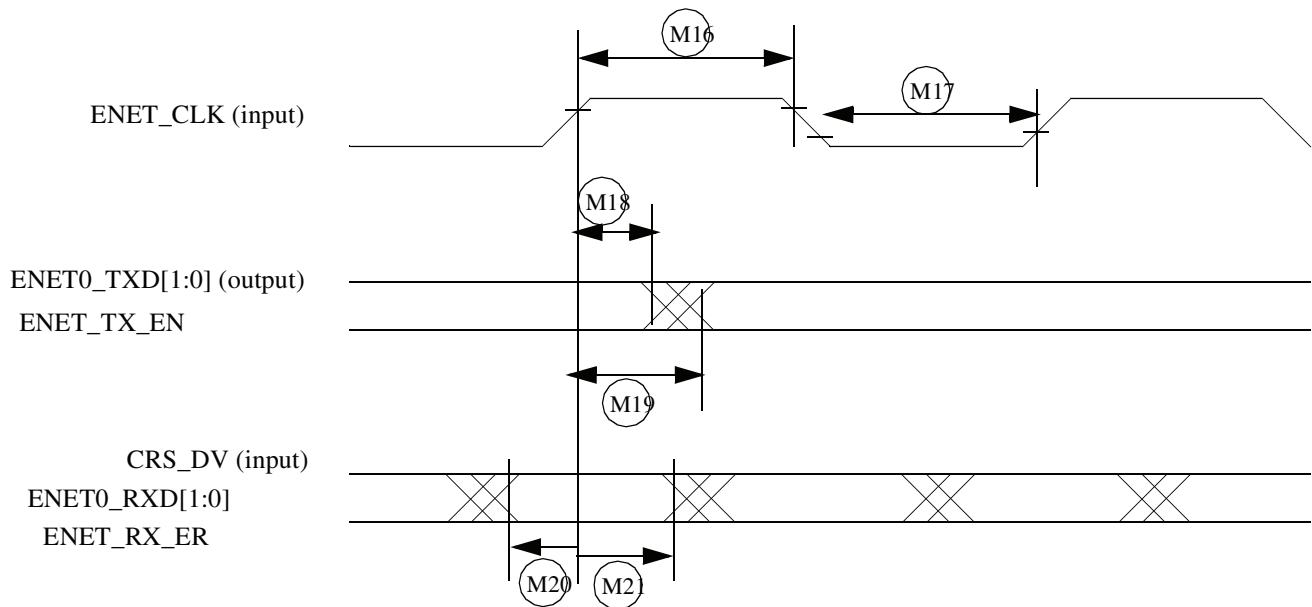 M16
M17
ENET_CLK (input)
M18
ENET0_TXD[1:0] (output)
ENET_TX_EN
M19
CRS_DV (input)
ENET0_RXD[1:0]
ENET_RX_ER
M20
M21